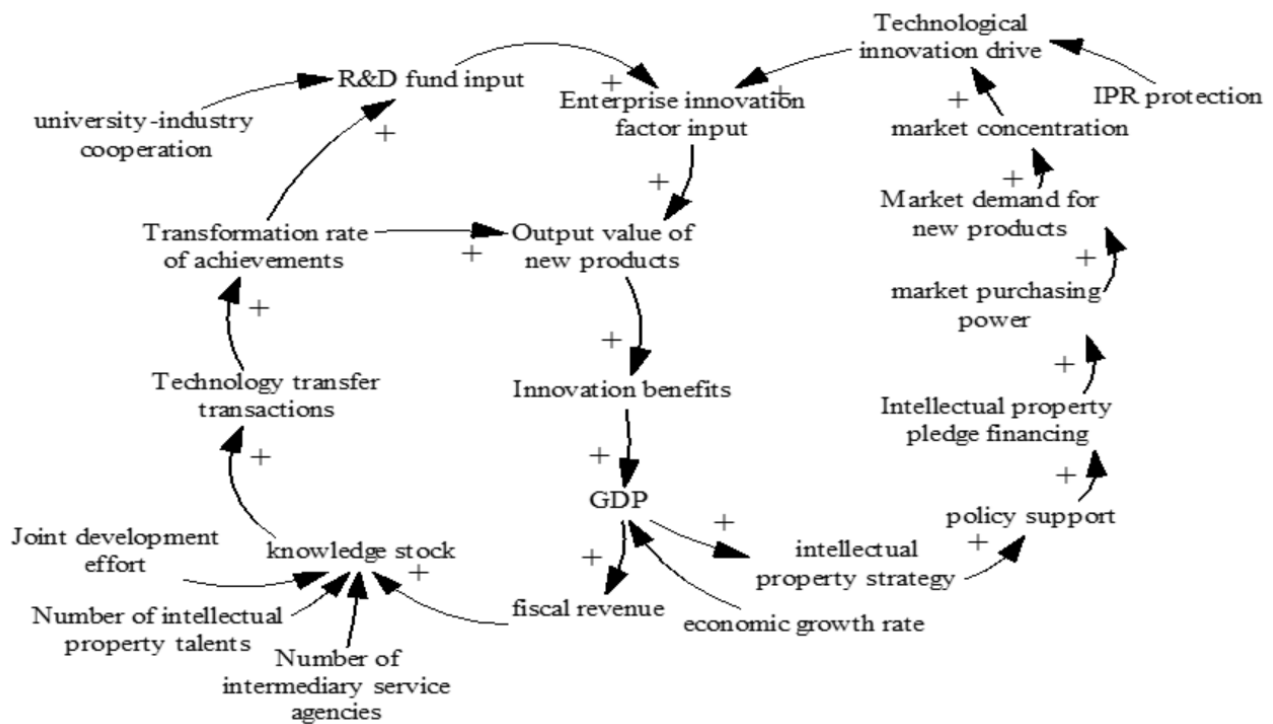 Technological
innovation drive
R&D fund input
IPR protection
+
+
Enterprise innovation
factor input
+
university-industry
cooperation
market concentration
+
+
+
Market demand for
new products
Transformation rate
of achievements
+
Output value of
new products
+
market purchasing
power
+
+
+
Technology transfer
transactions
Innovation benefits
Intellectual property
pledge financing
+
+
+
GDP
policy support
+
Joint development
effort
knowledge stock
+
+
intellectual
property strategy
+
fiscal revenue
economic growth rate
Number of intellectual
property talents
Number of
intermediary service
agencies